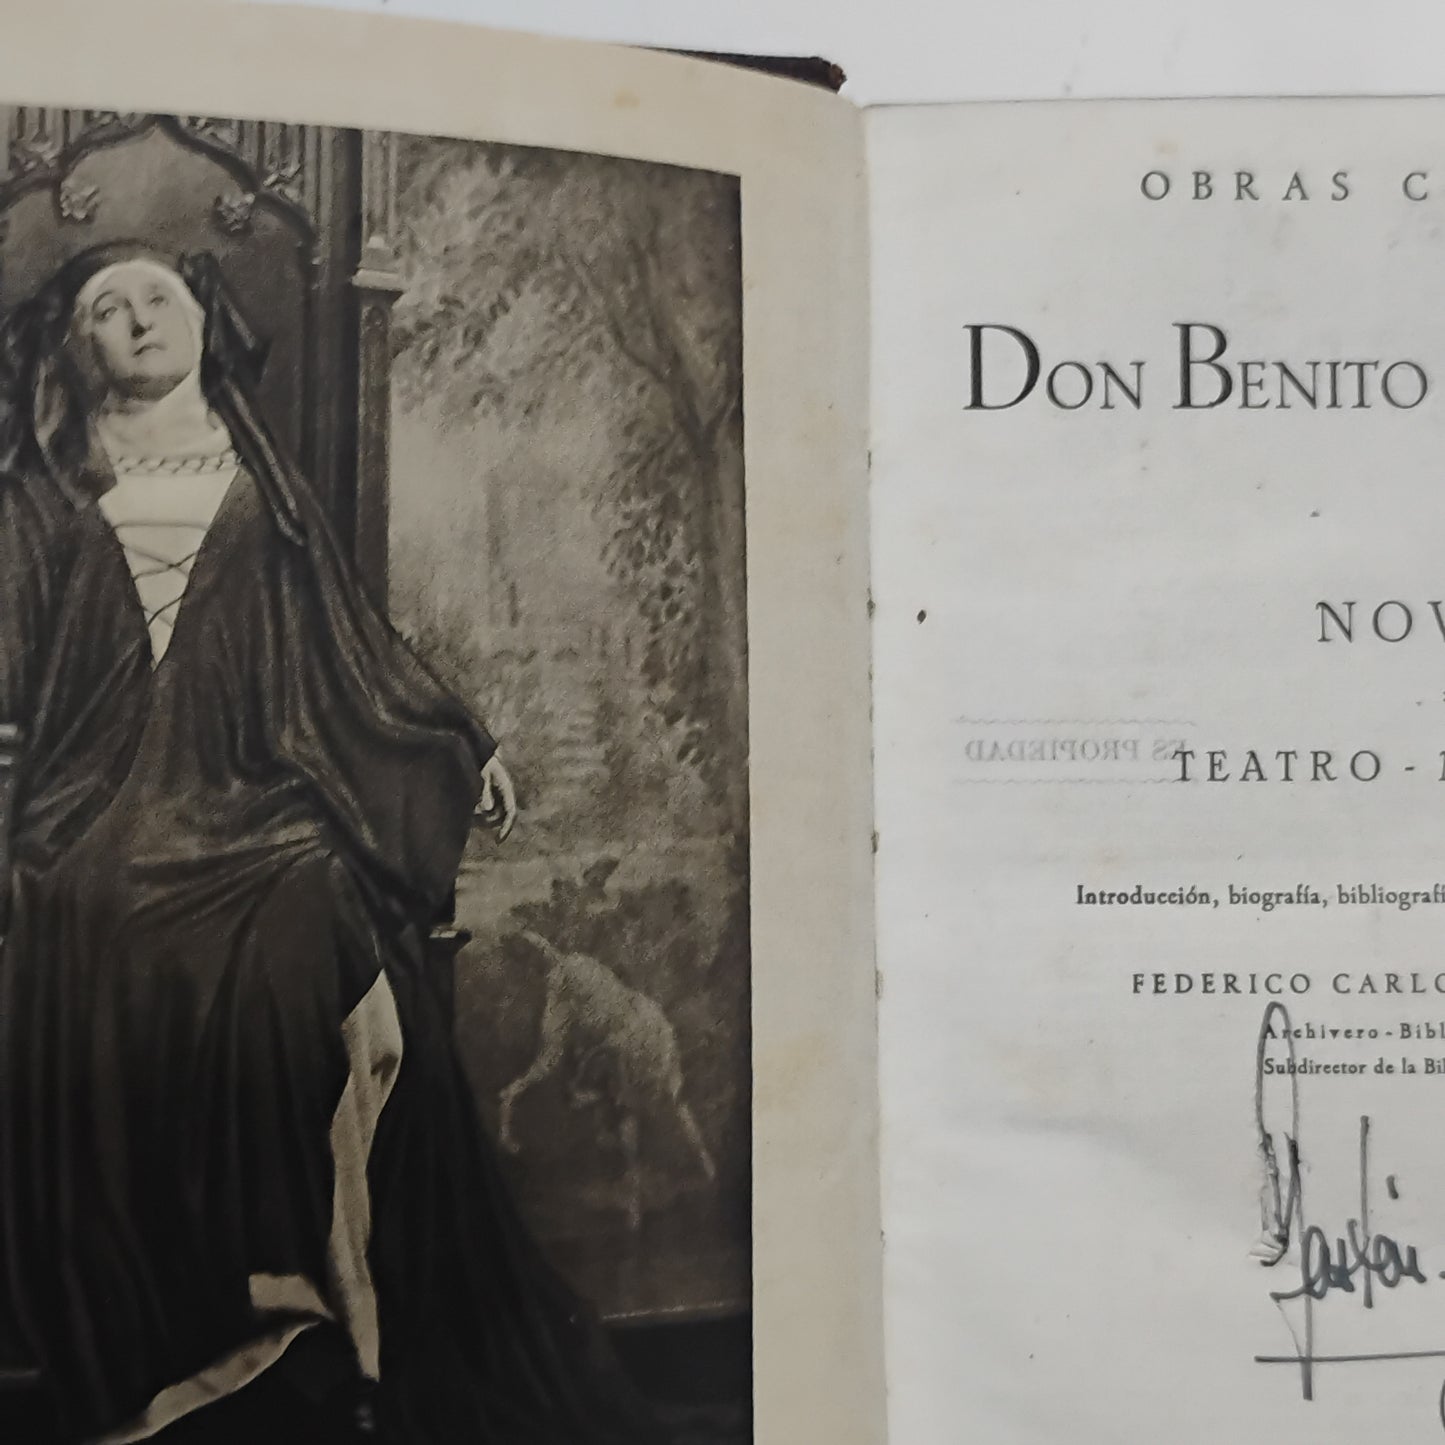 OBRAS C
DON BENITO
NOV
ES PROPIEDAD
TEATRO - 
Introducción, biografía, bibliografí
FEDERICO CARLO
Archivero-Bibl
Subdirector de la Bib